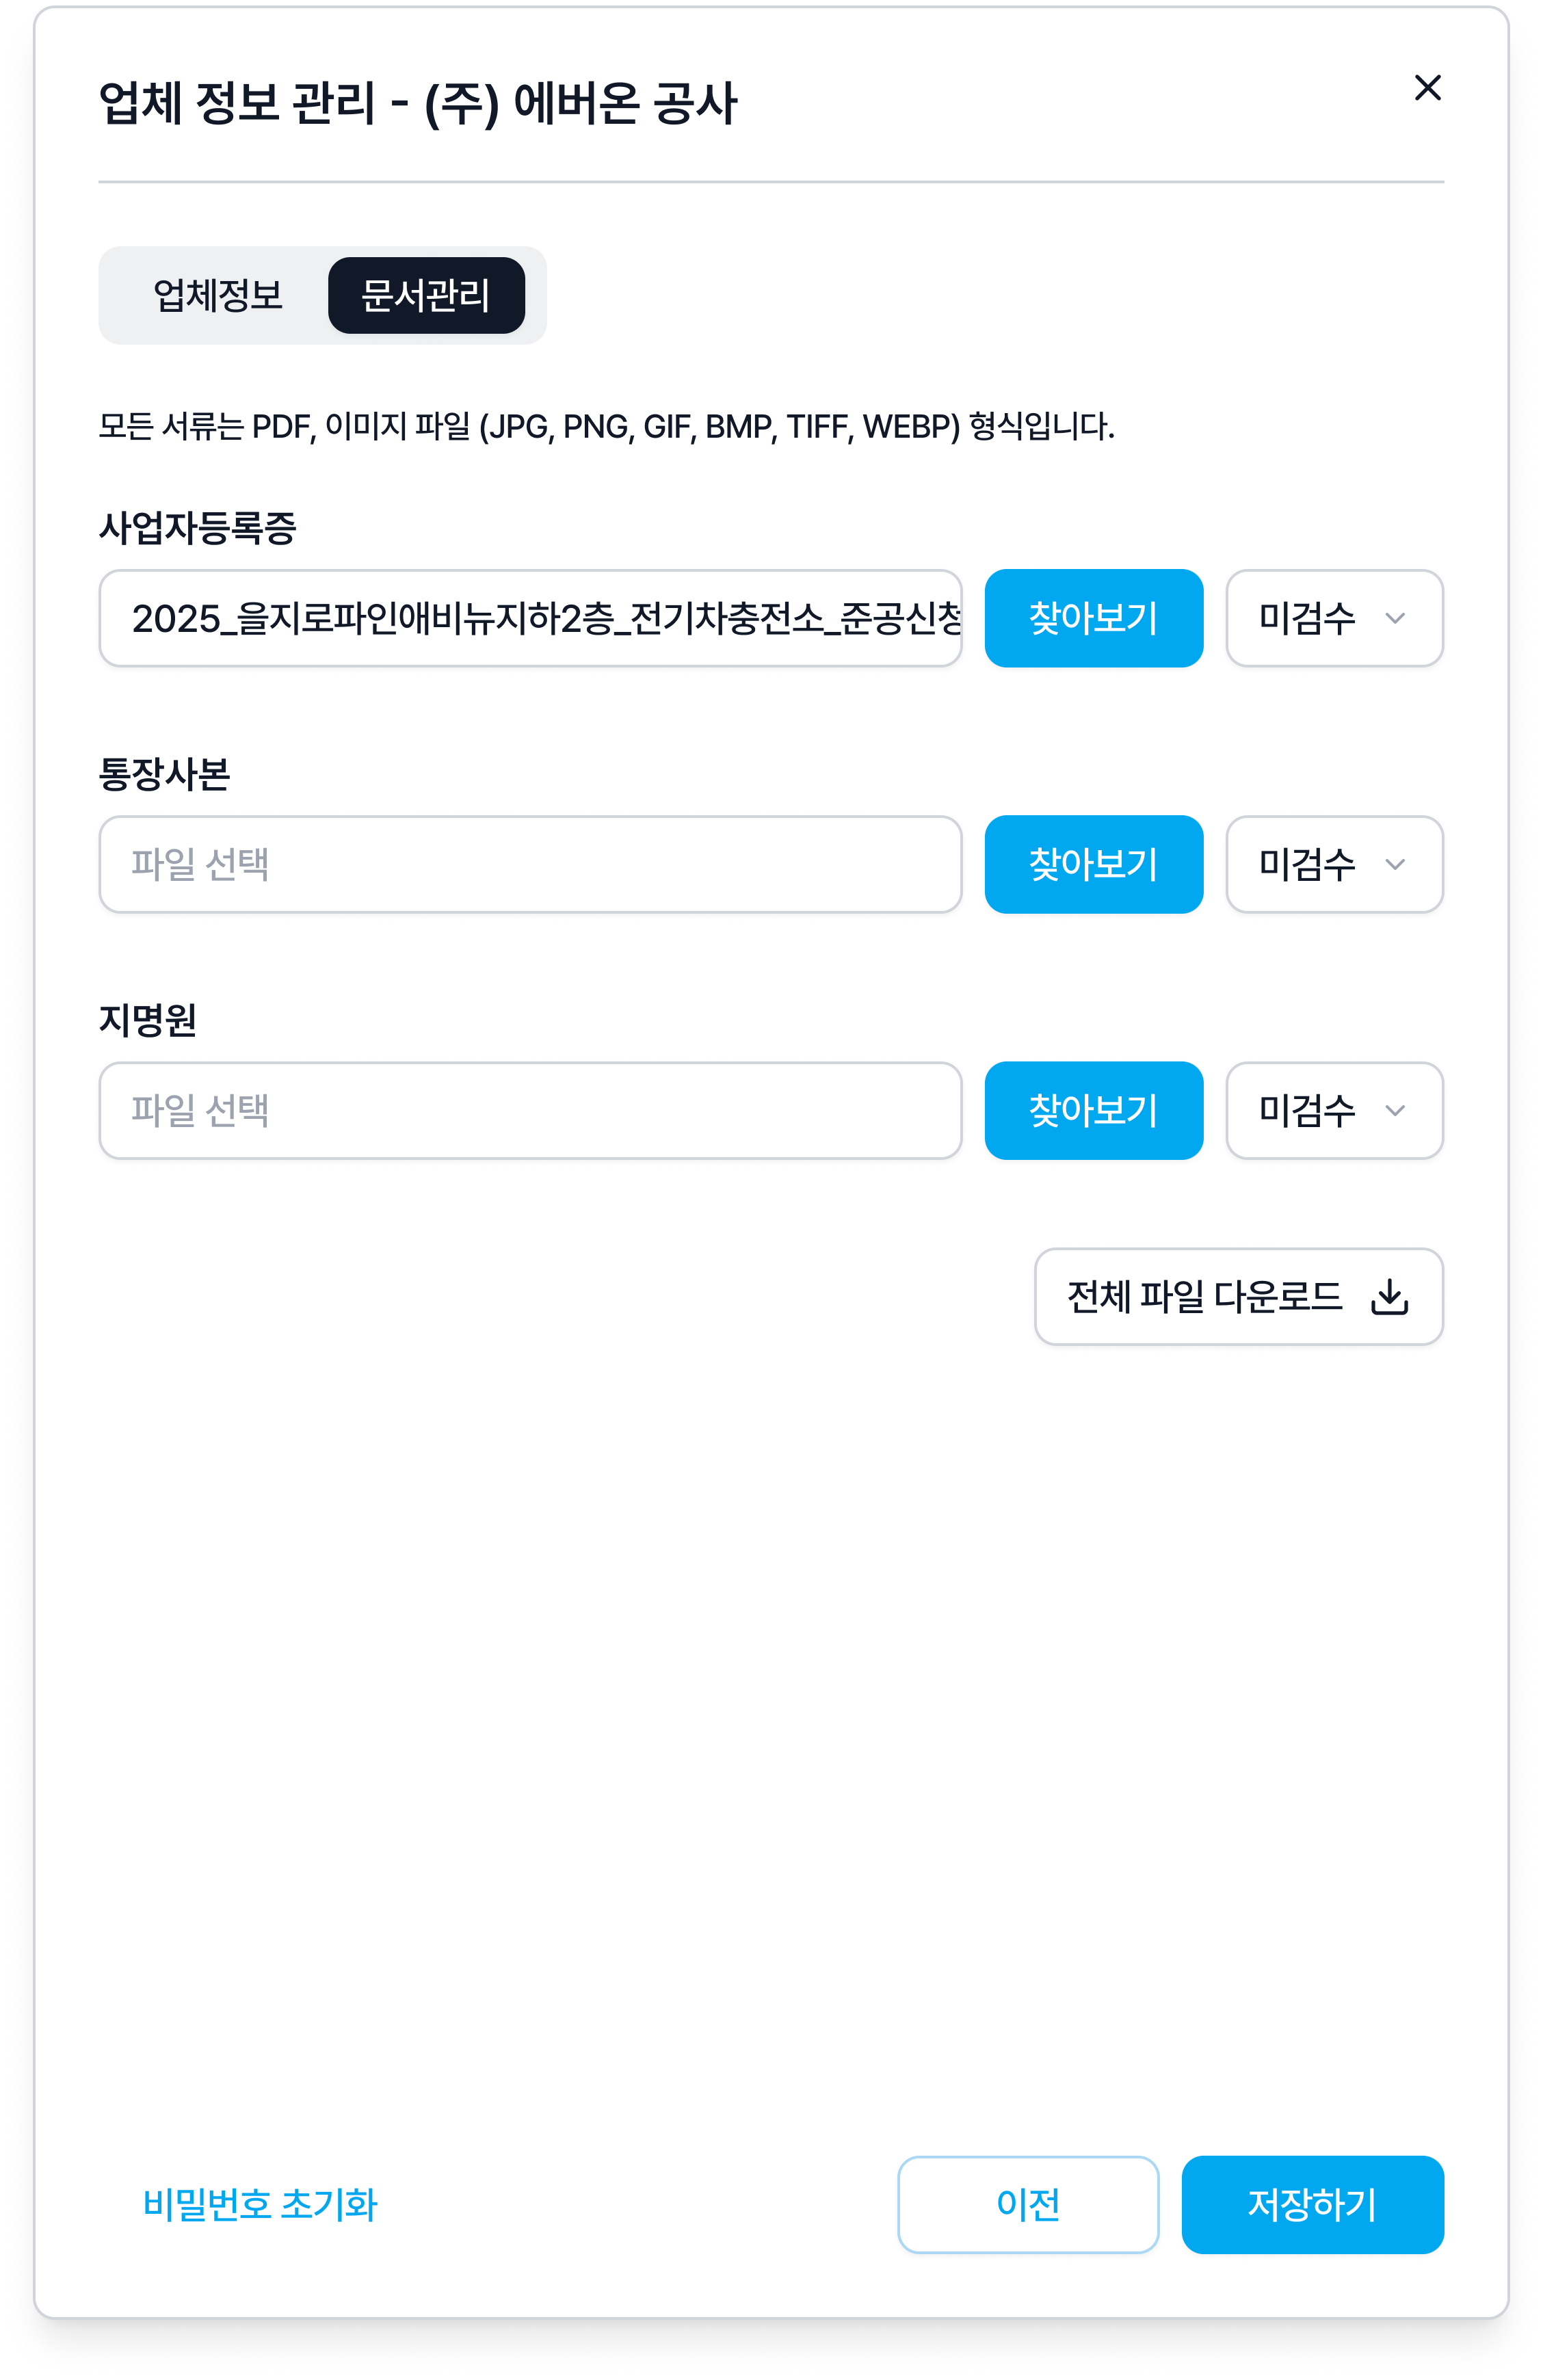 업체 정보 관리 - (주) 에버온 공사
업체정보 문서관리
모든 서류는 PDF, 이미지 파일 (JPG, PNG, GIF, BMP, TIFF, WEBP) 형식입니다.
사업자등록증
2025_을지로파인애비뉴지하2층_전기차충전소_준공신청 찾아보기 미검수
통장사본
파일 선택 찾아보기 미검수
지명원
파일 선택 찾아보기 미검수
전체 파일 다운로드
비밀번호 초기화 이전 저장하기